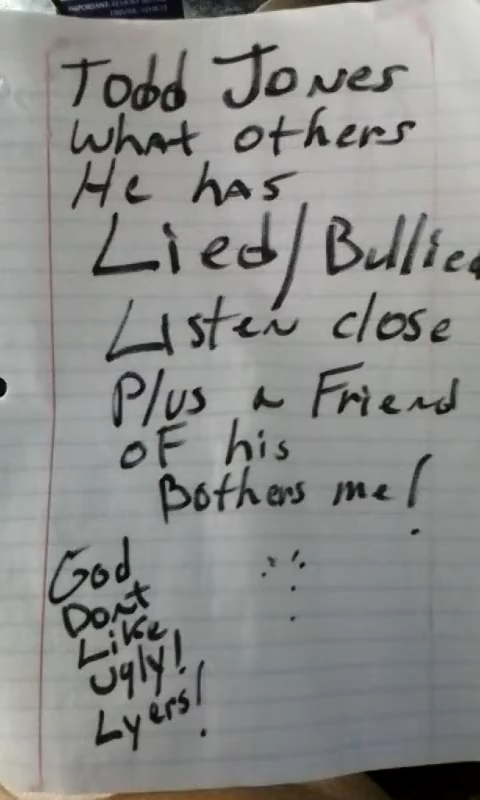 Todd Jones
What others
He has
Lied/Bullied
Listen close
Plus a Friend
of his
Bothers me!
God
Dont
Like
Ugly!
Lyers!